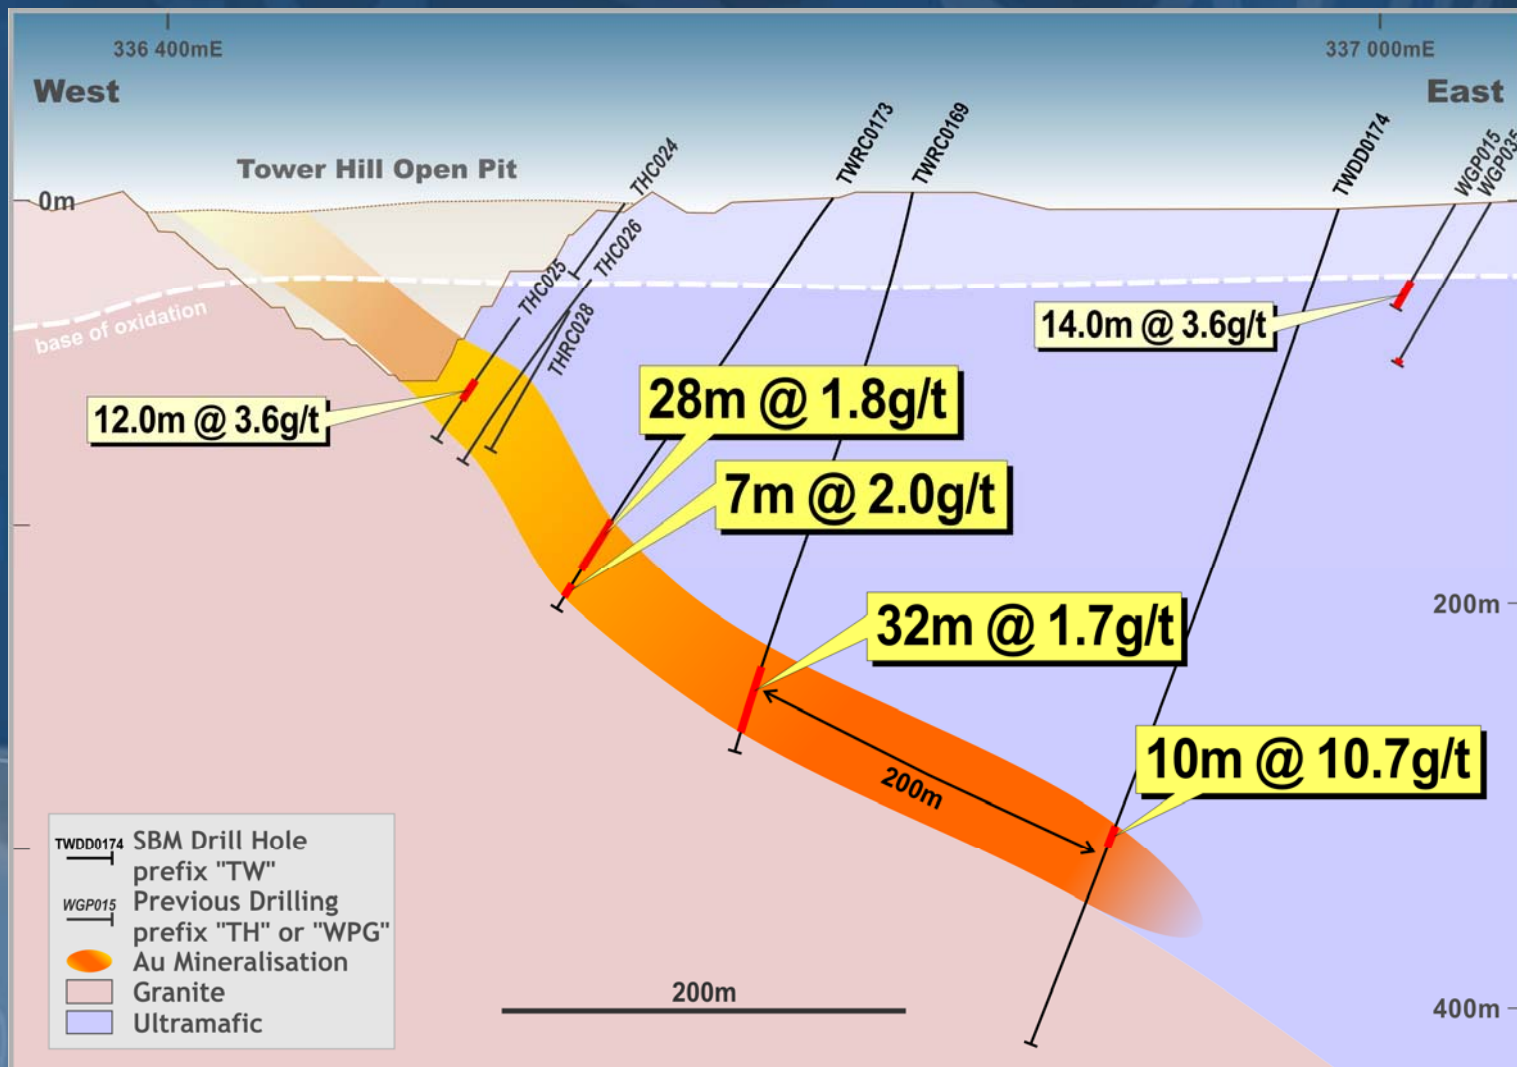 336 400mE
337 000mE
West
East
Tower Hill Open Pit
THC024
TWRC0173
TWRC0169
TWDD0174
WGP015
WGP035
0m
THC026
THC025
THRC028
base of oxidation
14.0m @ 3.6g/t
12.0m @ 3.6g/t
28m @ 1.8g/t
7m @ 2.0g/t
200m
32m @ 1.7g/t
10m @ 10.7g/t
200m
TWDD0174 SBM Drill Hole
prefix "TW"
WGP015 Previous Drilling
prefix "TH" or "WPG"
Au Mineralisation
Granite
Ultramafic
200m
400m